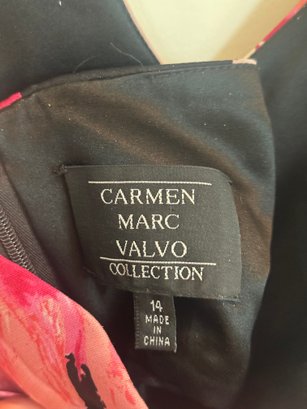 CARMEN
MARC
VALVO
COLLECTION
14
MADE
IN
CHINA